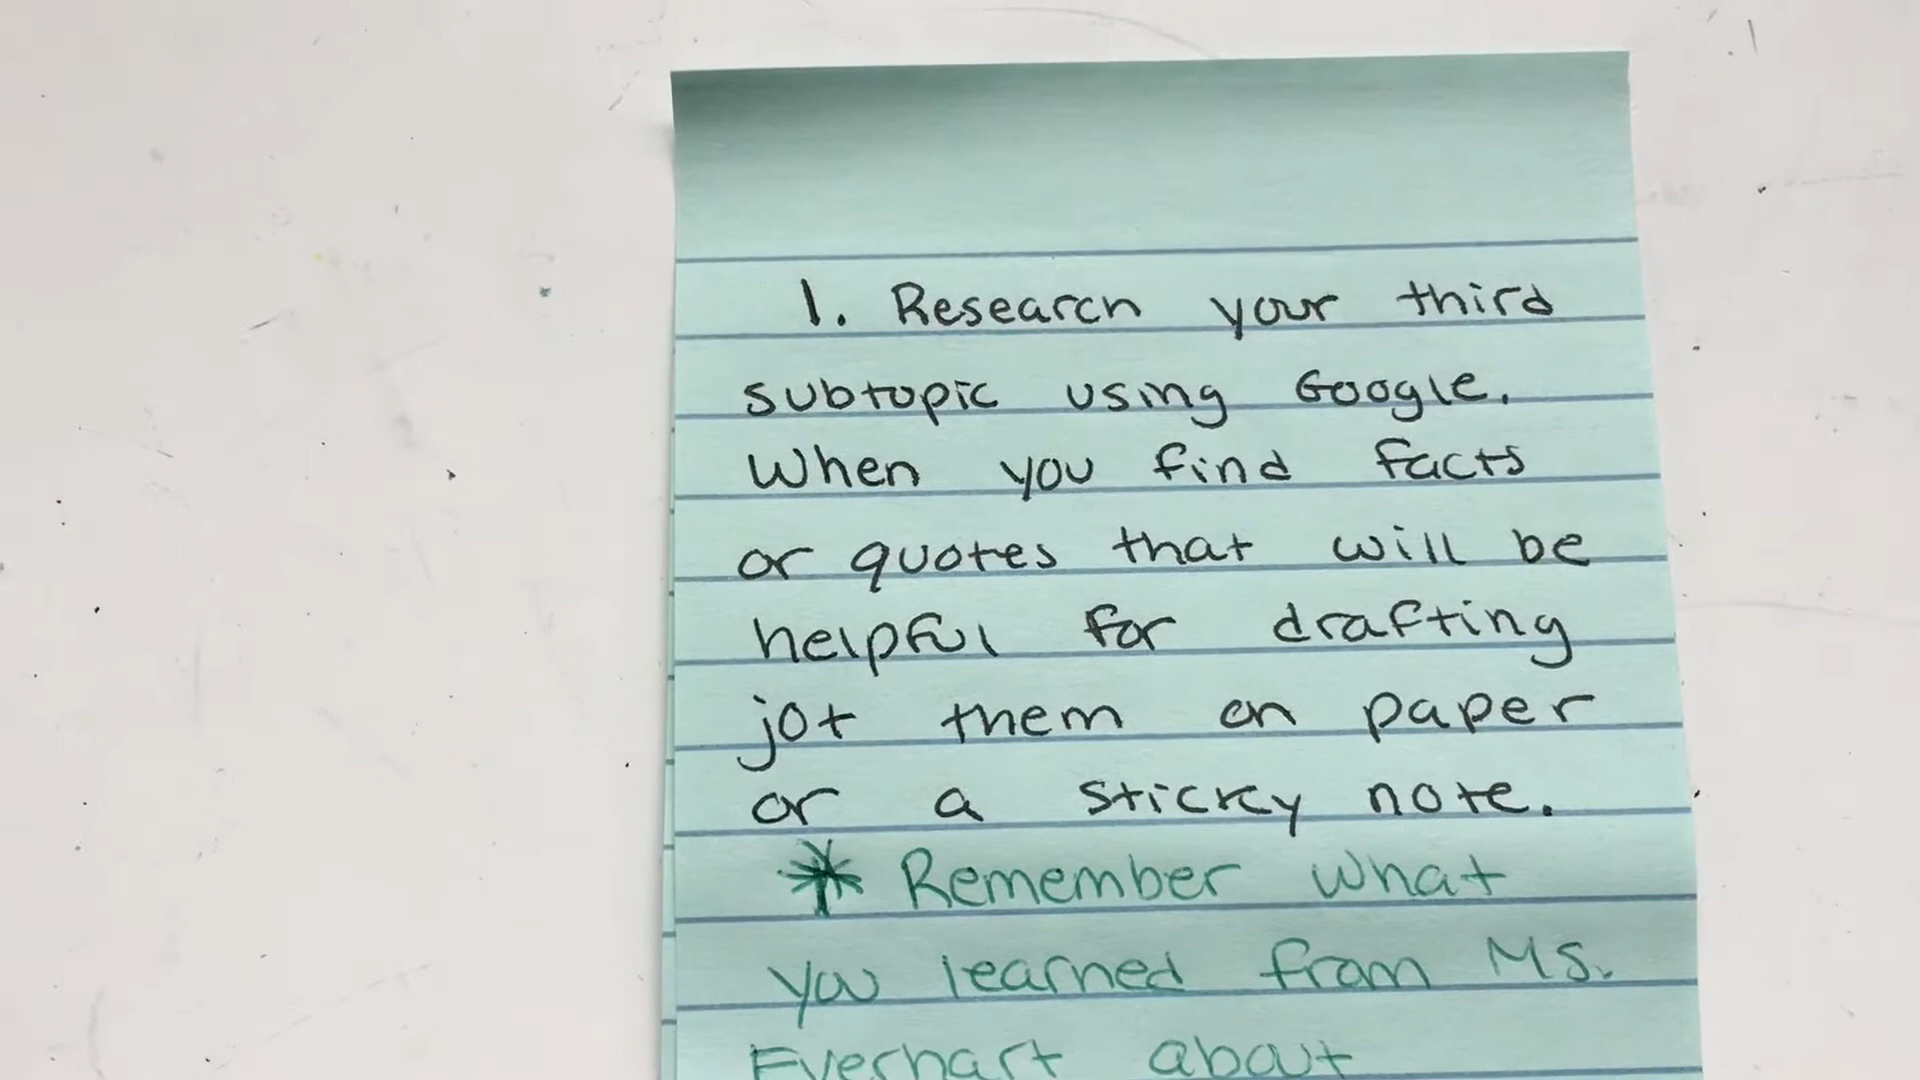 1. Research your third
subtopic using Google.
When you find facts
or quotes that will be
helpful for drafting
jot them on paper
or a sticky note.
* Remember what
you learned from Ms.
Everhart about